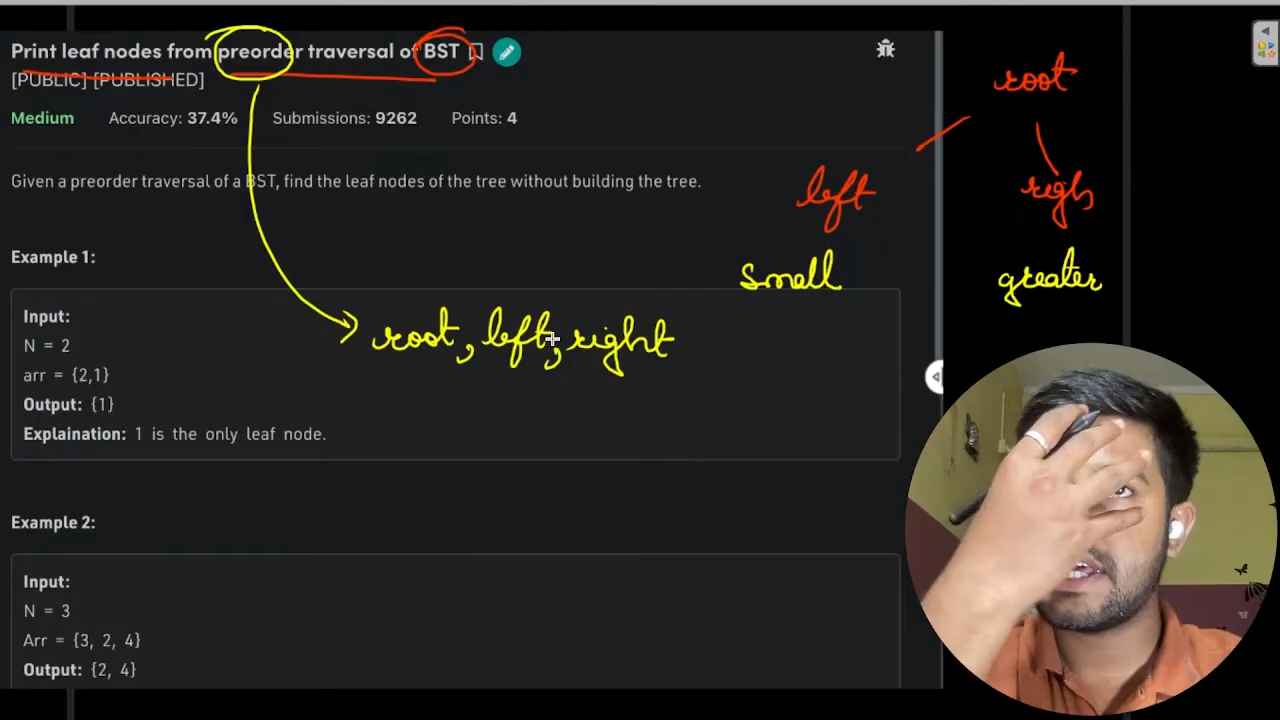 Print leaf nodes from preorder traversal of BST
[PUBLIC] [PUBLISHED]
Medium Accuracy: 37.4% Submissions: 9262 Points: 4
Given a preorder traversal of a BST, find the leaf nodes of the tree without building the tree.
Example 1:
Input:
N = 2
arr = {2,1}
Output: {1}
Explaination: 1 is the only leaf node.
root, left, right
Example 2:
Input:
N = 3
Arr = {3, 2, 4}
Output: {2, 4}
root
left
small
greater